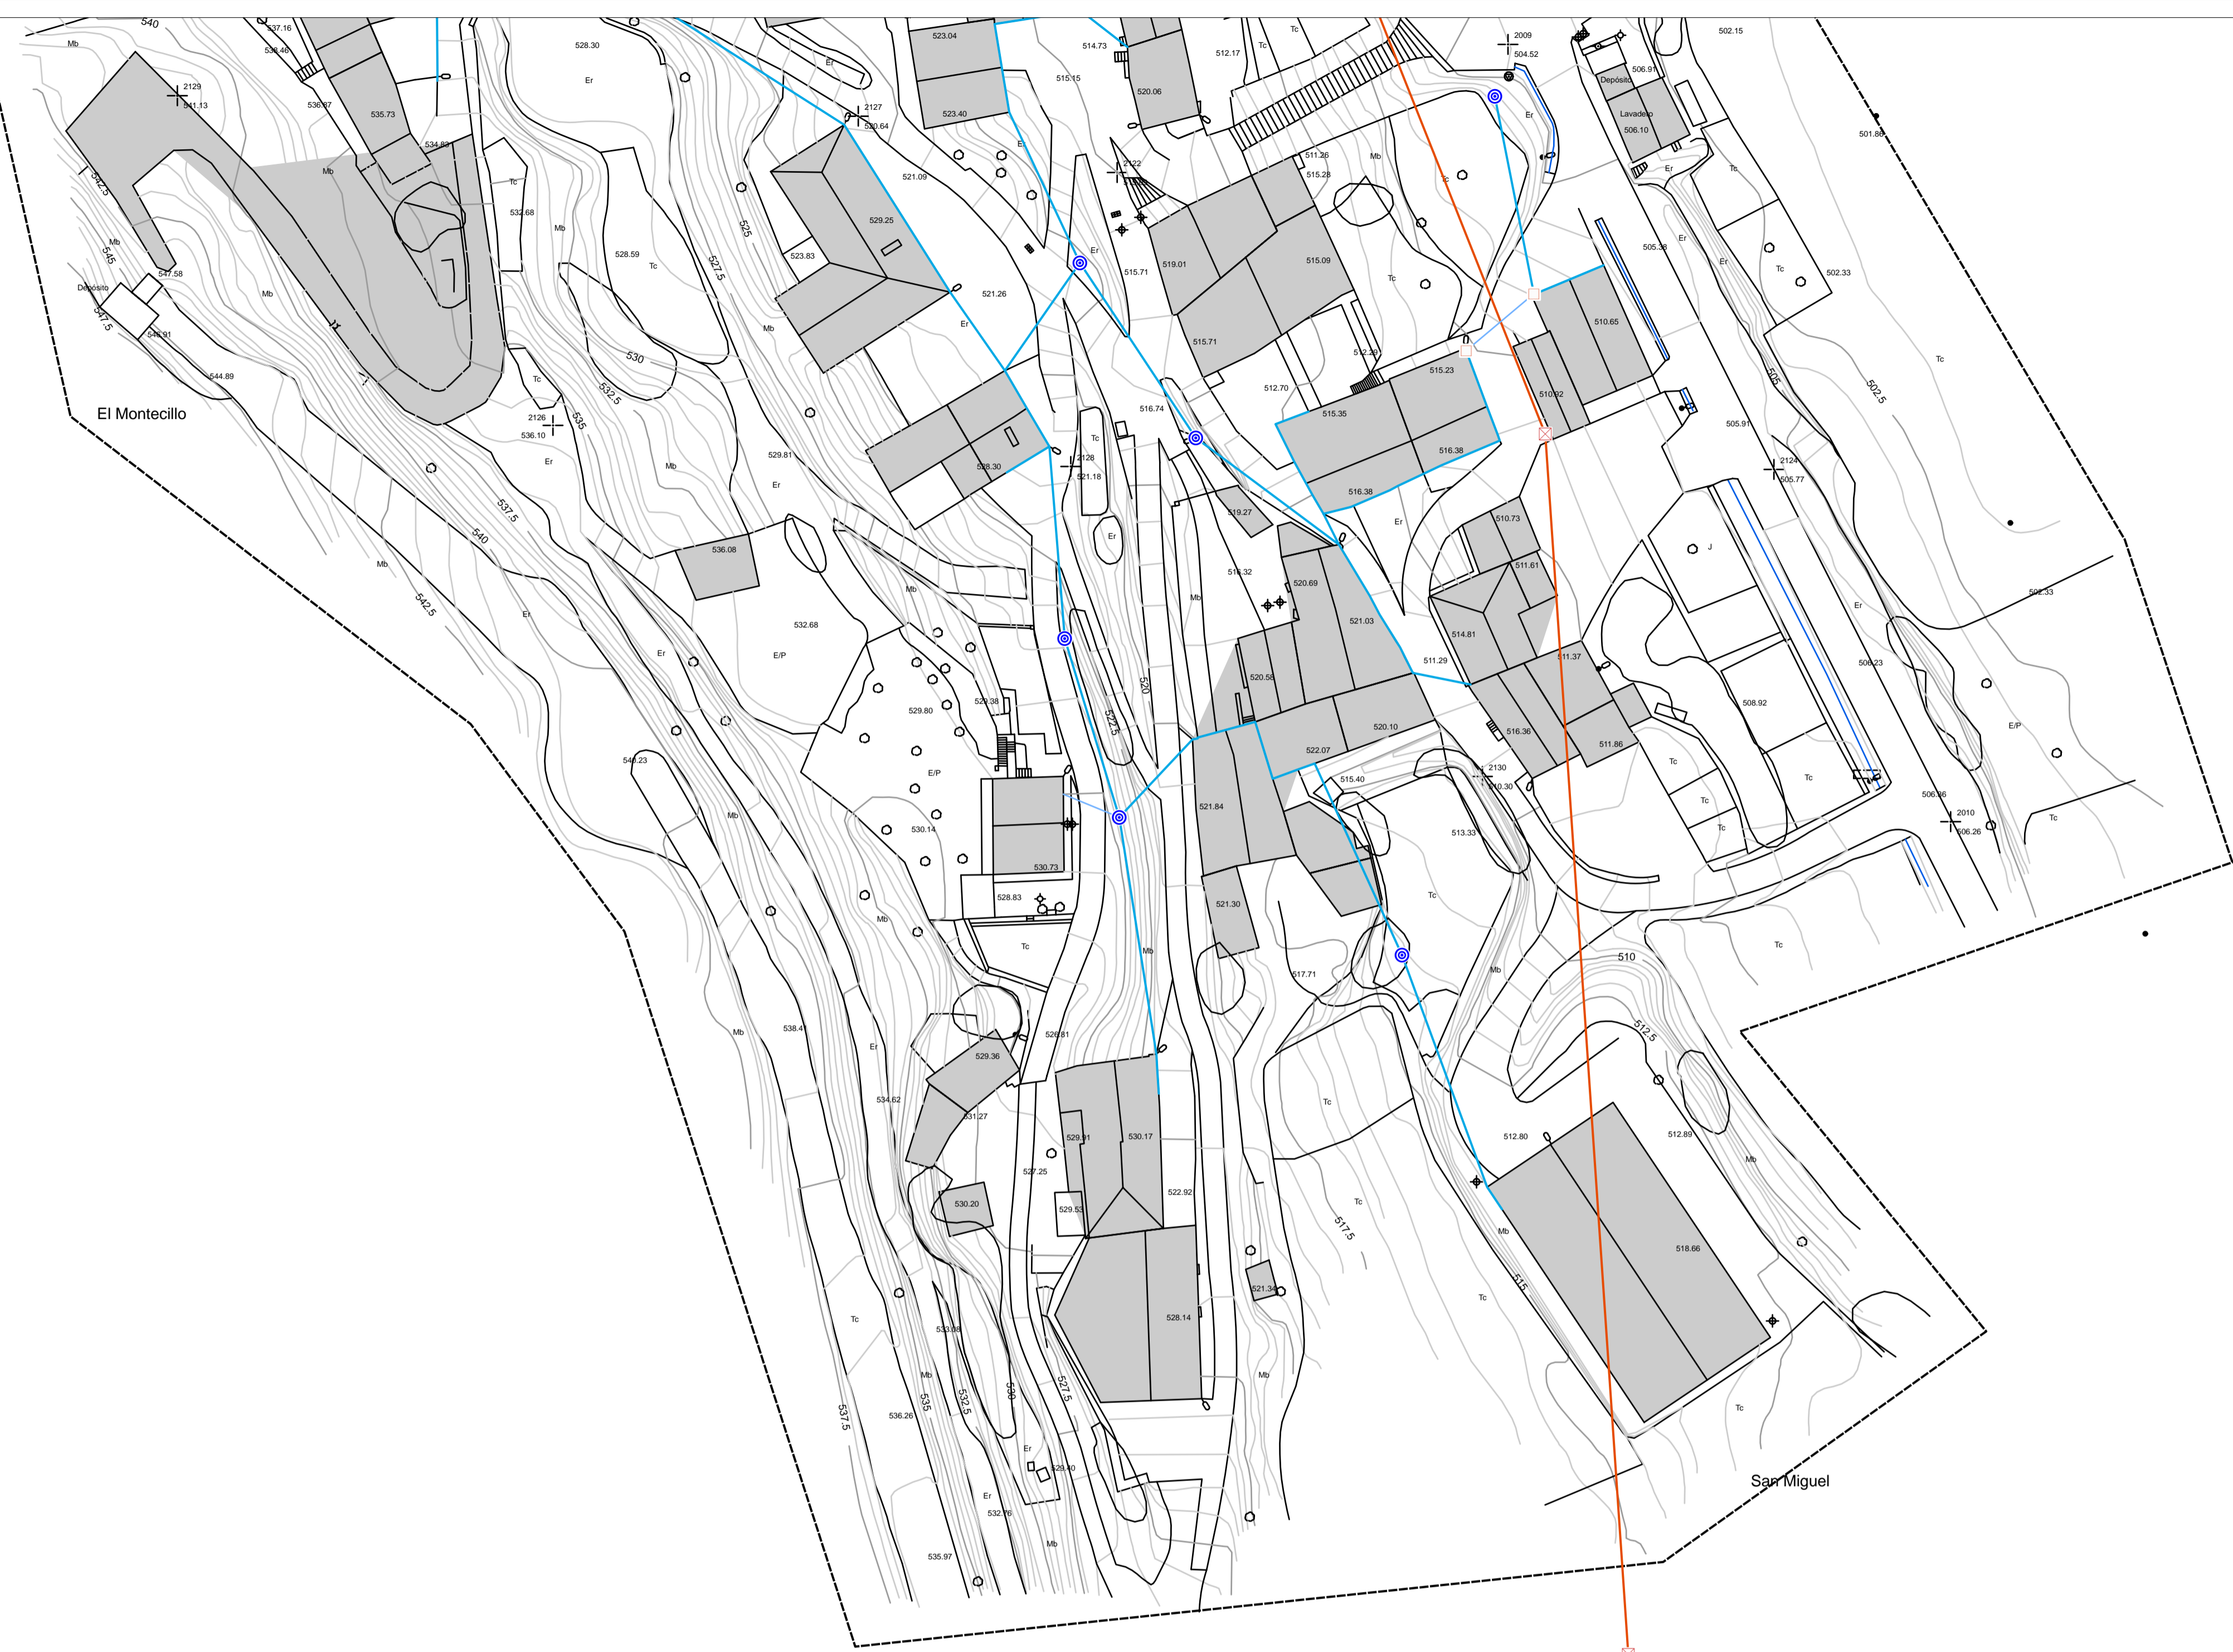 540
537.16
Mb
538.46
528.30
Er
523.04
514.73
512.17
Tc
Tc
2009
504.52
502.15
506.91
Depósito
Er
515.15
2129
541.13
536.87
535.73
534.83
2127
520.64
523.40
520.06
Er
Lavadero
506.10
501.86
Mb
542.5
Tc
521.09
2122
511.26
515.28
Mb
Tc
Er
Tc
532.68
Mb
525
529.25
Er
519.01
515.09
505.38
Er
Mb
545
547.58
528.59
Tc
527.5
523.83
515.71
Er
Tc
502.33
Depósito
Mb
521.26
Tc
547.5
546.91
Mb
Er
515.71
510.65
530
512.29
515.23
505
Tc
544.89
532.5
Tc
512.70
510.92
502.5
El Montecillo
535
516.74
515.35
2126
536.10
505.91
Er
Mb
529.81
528.30
Tc
2128
521.18
516.38
2124
505.77
Er
516.38
537.5
540
519.27
Er
510.73
536.08
Er
J
Mb
516.32
520.69
511.61
542.5
Er
Mb
Mb
502.33
Er
532.68
521.03
514.81
Er
E/P
511.29
511.37
506.23
520.58
520
529.38
529.80
522.5
508.92
E/P
520.10
516.36
522.07
511.86
540.23
E/P
515.40
2130
510.30
Tc
Tc
506.36
Tc
Mb
530.14
521.84
513.33
Tc
2010
506.26
Tc
530.73
528.83
521.30
Tc
Mb
Tc
Mb
Tc
510
517.71
Mb
Mb
538.41
526.81
512.5
Er
529.36
534.62
Tc
531.27
529.91
530.17
512.80
512.89
Mb
527.25
522.92
530.20
529.53
Tc
517.5
Mb
518.66
515
521.34
Tc
Tc
533.08
528.14
Mb
Mb
537.5
535
532.5
530
527.5
536.26
Tc
Er
529.40
San Miguel
Er
532.76
Mb
535.97